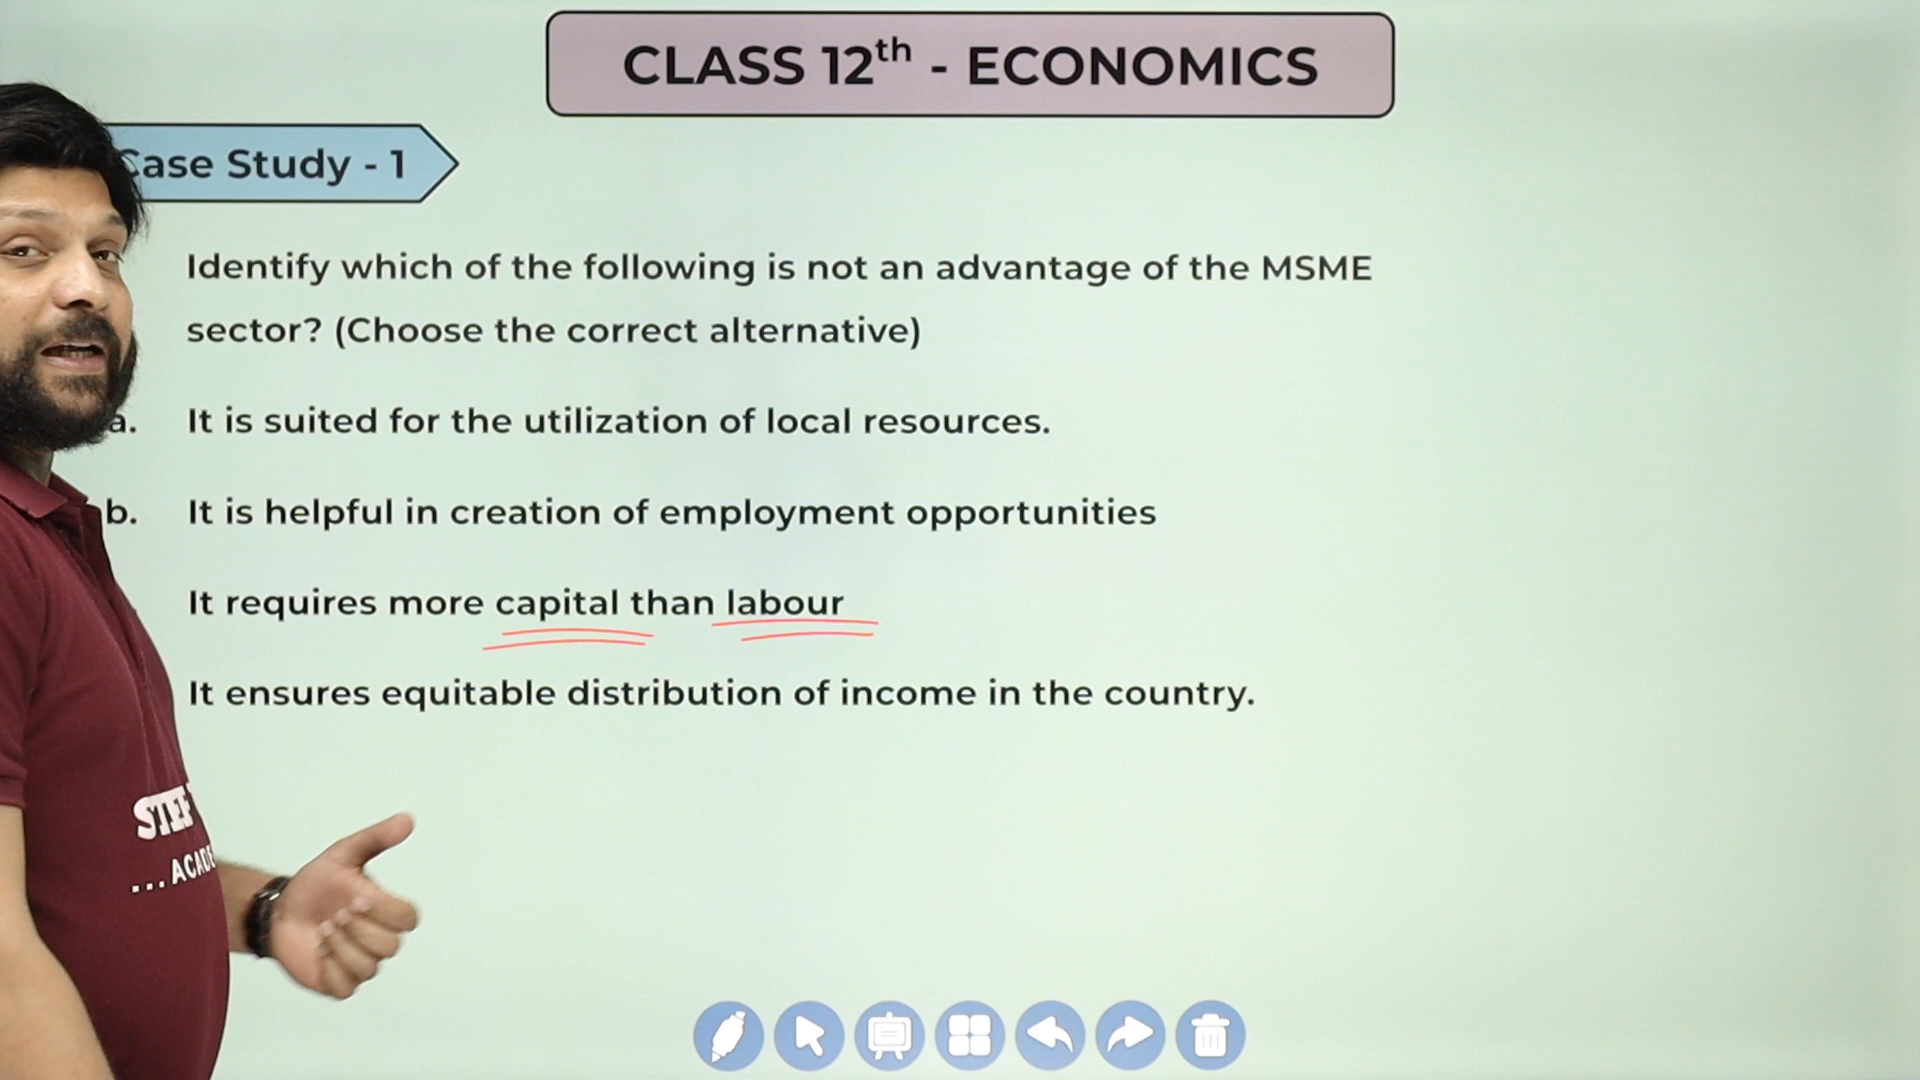 CLASS 12th - ECONOMICS
Case Study - 1
Identify which of the following is not an advantage of the MSME
sector? (Choose the correct alternative)
a. It is suited for the utilization of local resources.
b. It is helpful in creation of employment opportunities
It requires more capital than labour
It ensures equitable distribution of income in the country.
...